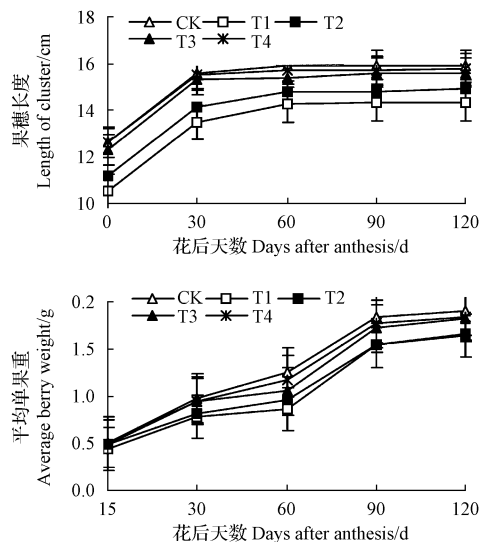 CK T1 T2
T3 T4
18
16
14
12
10
0 30 60 90 120
果穗长度
Length of cluster/cm
花后天数 Days after anthesis/d
CK T1 T2
T3 T4
0.2
1.5
1.0
0.5
0.0
15 30 60 90 120
平均单果重
Average berry weight/g
花后天数 Days after anthesis/d